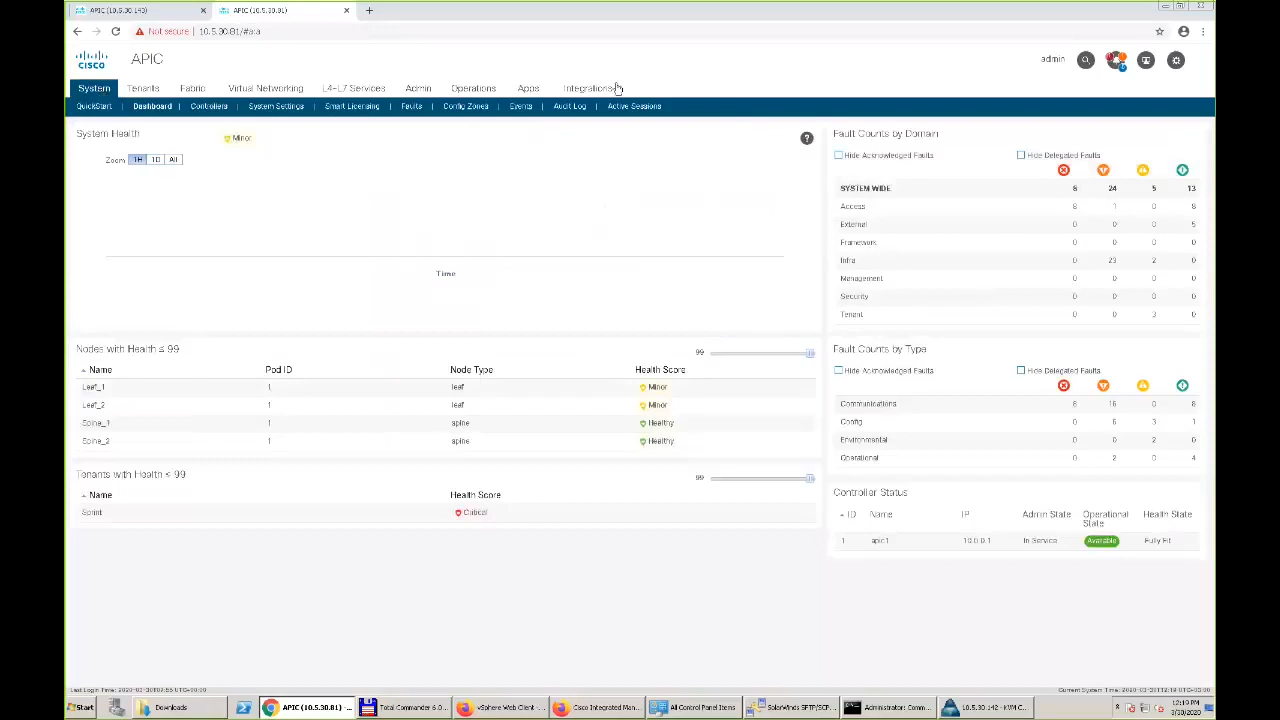 APIC (10.5.30.143)
APIC (10.5.30.81)
Not secure 10.5.30.81/#a:a
CISCO APIC admin
System Tenants Fabric Virtual Networking L4-L7 Services Admin Operations Apps Integrations
QuickStart Dashboard Controllers System Settings Smart Licensing Faults Config Zones Events Audit Log Active Sessions
System Health Minor
Zoom 1H 1D All
Time
Nodes with Health ≤ 99 99
Name Pod ID Node Type Health Score
Leaf_1 1 leaf Minor
Leaf_2 1 leaf Minor
Spine_1 1 spine Healthy
Spine_2 1 spine Healthy
Tenants with Health ≤ 99 99
Name Health Score
Sprint Critical
Fault Counts by Domain
Hide Acknowledged Faults Hide Delegated Faults
SYSTEM WIDE 8 24 5 13
Access 8 1 0 8
External 0 0 0 5
Framework 0 0 0 0
Infra 0 23 2 0
Management 0 0 0 0
Security 0 0 0 0
Tenant 0 0 3 0
Fault Counts by Type
Hide Acknowledged Faults Hide Delegated Faults
Communications 8 16 0 8
Config 0 6 3 1
Environmental 0 0 2 0
Operational 0 2 0 4
Controller Status
ID Name IP Admin State Operational State Health State
1 apic1 10.0.0.1 In Service Available Fully Fit
Last Login Time: 2020-03-30T02:55 UTC+00:00
Current System Time: 2020-03-30T12:19 UTC+00:00
Start Downloads APIC (10.5.30.81) -... Total Commander 6.0... vSphere - Client -... Cisco Integrated Man... All Control Panel Items SolarWinds SFTP/SCP... Administrator: Comm... 10.5.30.142 - KVM C...
12:19 PM
3/30/2020